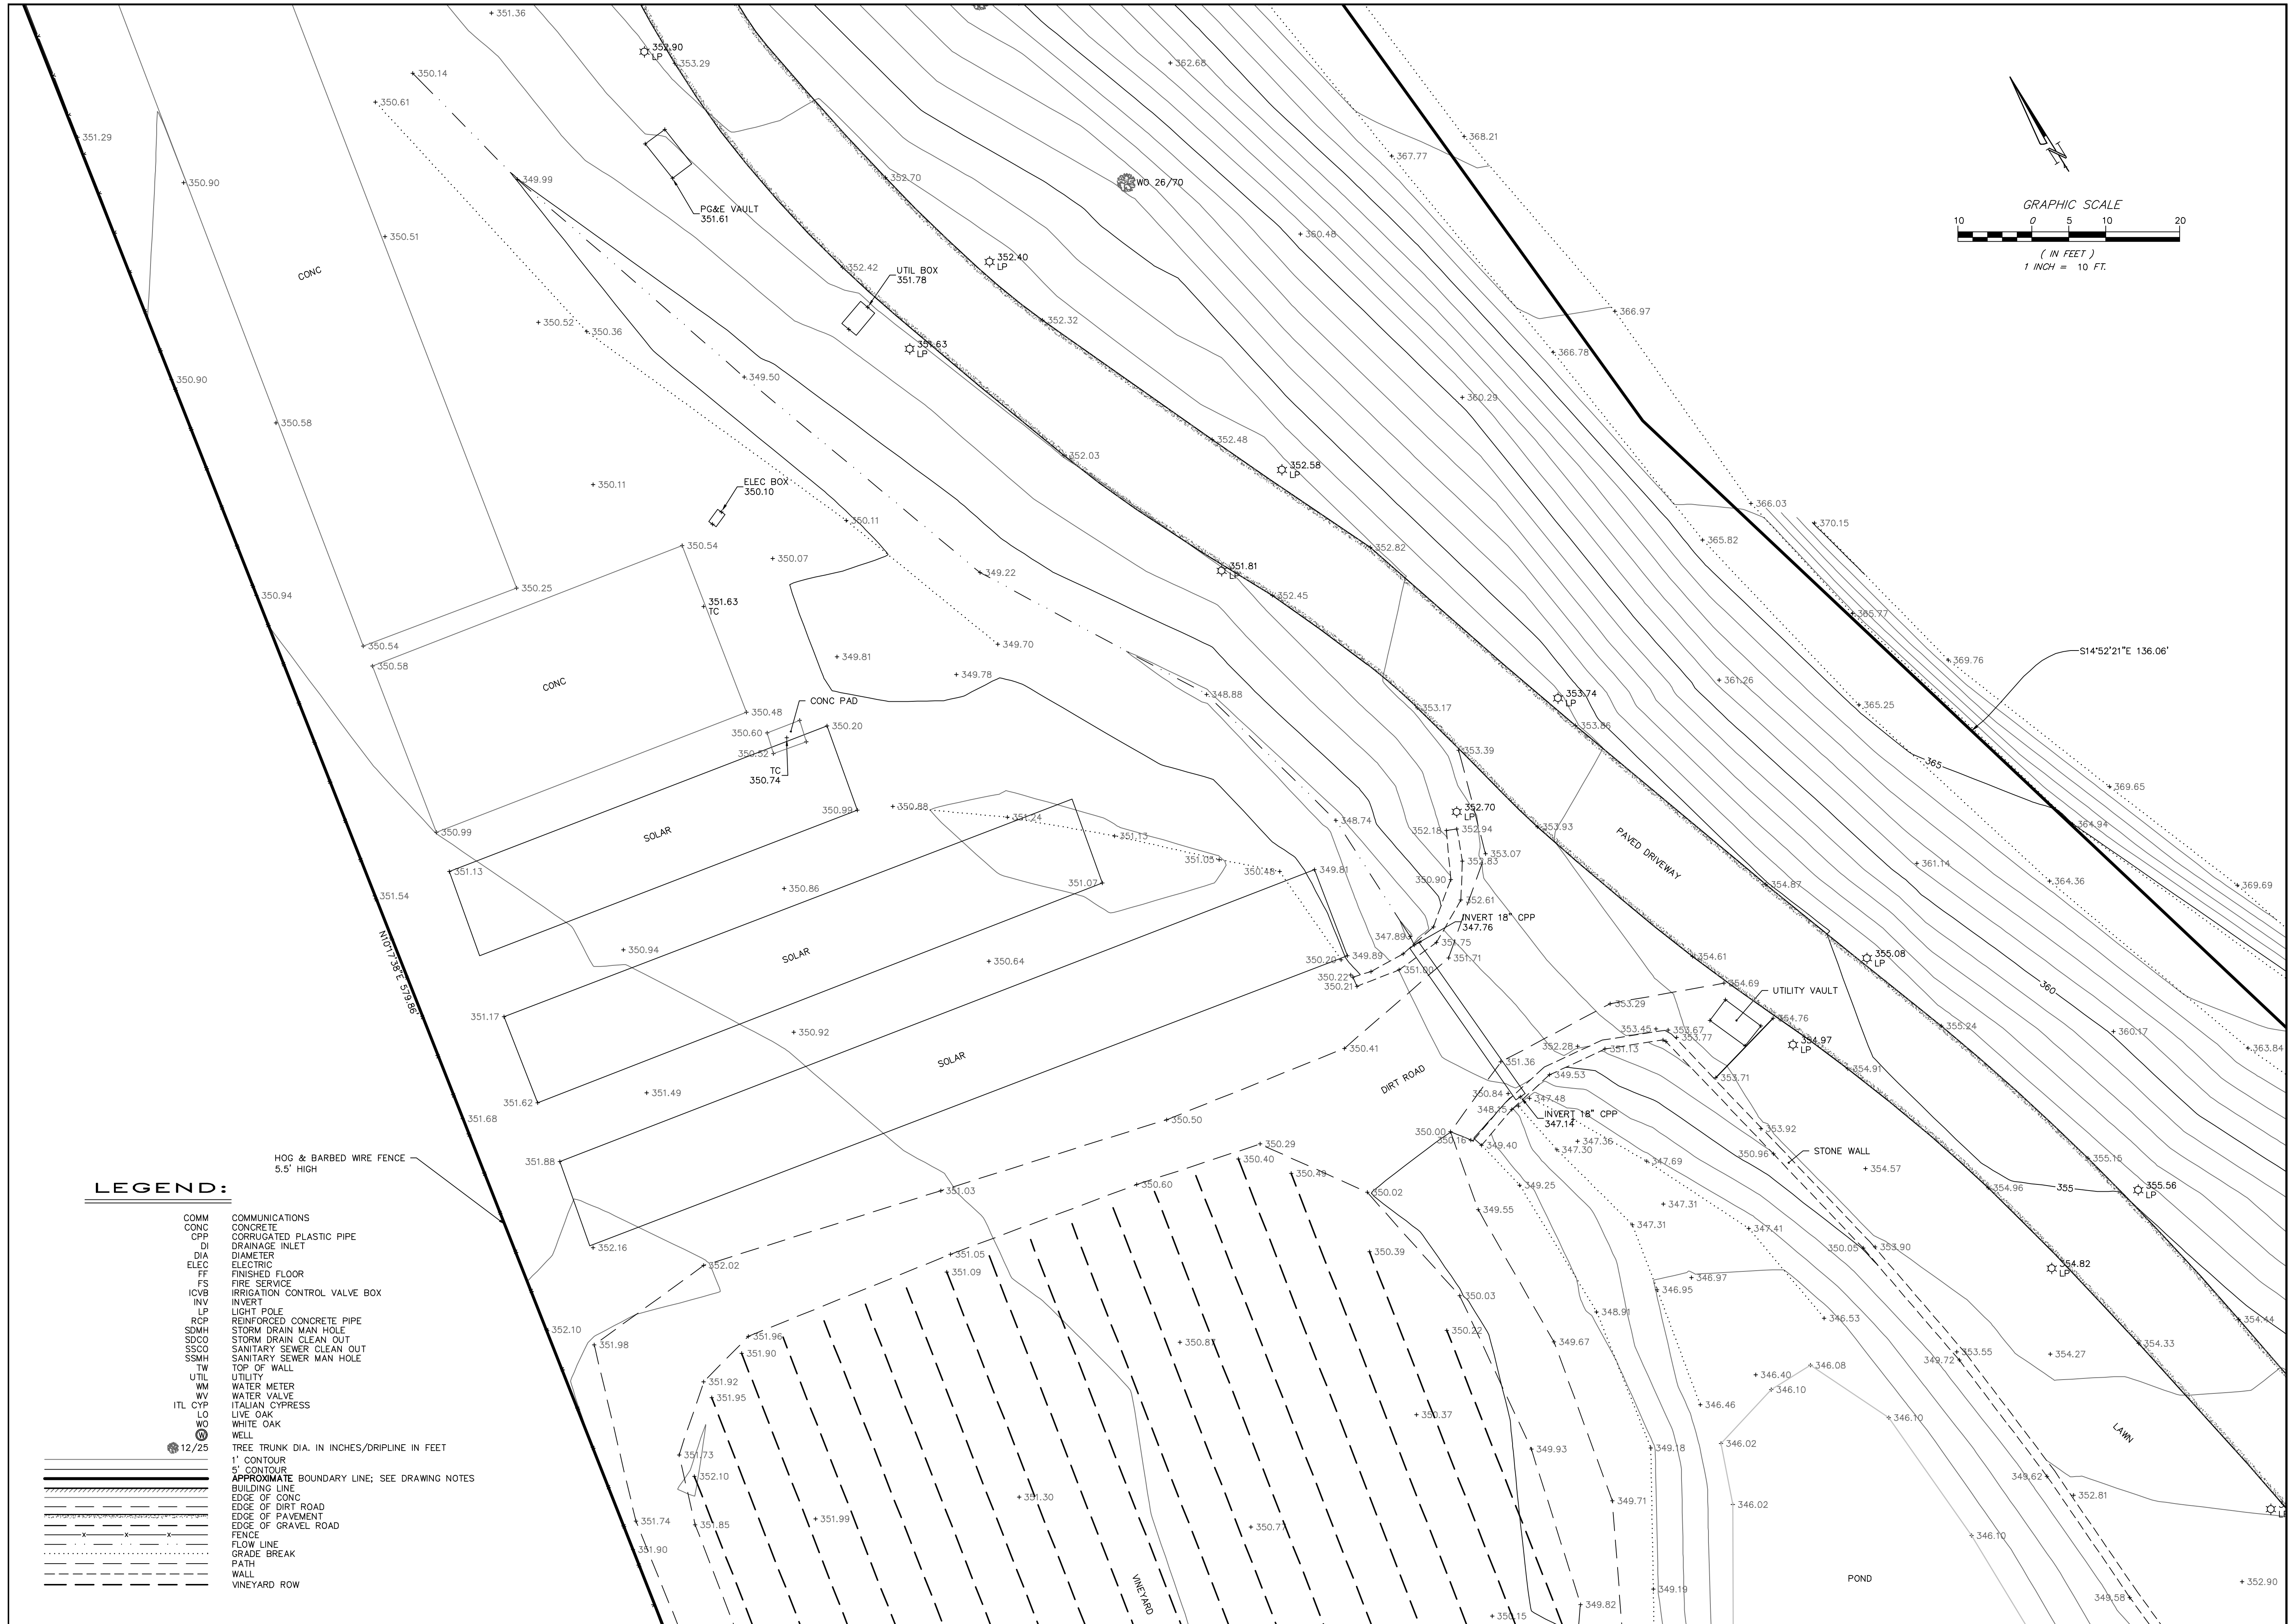 351.36
352.90
LP
353.29
350.14
352.68
350.61
351.29
368.21
367.77
350.90
349.99
352.70
WO 26/70
PG&E VAULT
351.61
N
GRAPHIC SCALE
10 0 5 10 20
( IN FEET )
1 INCH = 10 FT.
350.51
360.48
CONC
352.42
UTIL BOX
351.78
352.40
LP
350.52
350.36
352.32
351.63
LP
366.97
366.78
350.90
349.50
360.29
350.58
352.48
352.03
352.58
LP
350.11
ELEC BOX
350.10
350.11
366.03
370.15
365.82
350.54
350.07
352.82
349.22
351.81
LP
350.94
350.25
351.63
TC
352.45
365.77
350.54
350.58
349.81
349.70
349.78
369.76
S14°52'21"E 136.06'
CONC
CONC PAD
348.88
361.26
353.74
LP
353.17
365.25
350.48
350.60
350.20
350.52
TC
350.74
353.86
353.39
365
369.65
350.99
350.99
350.88
351.24
351.13
348.74
352.70
LP
352.18
352.94
353.93
364.94
SOLAR
PAVED DRIVEWAY
353.07
352.83
351.05
350.48
349.81
351.13
350.86
351.07
350.90
354.87
361.14
364.36
369.69
351.54
352.61
INVERT 18" CPP
347.76
347.89
N10°17'38"E 579.86'
350.94
SOLAR
350.64
350.20
349.89
351.75
351.71
351.00
350.22
350.21
354.61
355.08
LP
354.69
UTILITY VAULT
360
351.17
353.29
354.76
355.24
350.92
353.45
353.67
353.77
360.17
SOLAR
350.41
352.28
351.13
354.97
LP
363.84
351.36
354.91
DIRT ROAD
349.53
353.71
351.62
351.49
350.84
347.48
351.68
350.50
348.15
INVERT 18" CPP
347.14
350.00
350.16
349.40
347.36
353.92
350.29
347.30
350.96
STONE WALL
355.15
HOG & BARBED WIRE FENCE
5.5' HIGH
351.88
350.40
350.49
347.69
354.57
LEGEND:
351.03
350.60
350.02
349.25
355
354.96
355.56
LP
349.55
347.31
347.31
347.41
352.16
351.05
350.39
350.05
353.90
352.02
351.09
346.97
354.82
LP
346.95
350.03
348.91
346.53
354.44
352.10
351.98
351.96
350.87
350.22
349.67
354.33
351.90
353.55
349.72
354.27
346.08
346.40
346.10
351.92
351.95
346.46
350.37
346.10
LAWN
351.73
349.93
349.18
346.02
352.10
349.62
352.81
351.30
349.71
346.02
351.74
351.85
351.99
350.77
346.10
351.90
349.19
POND
352.90
VINEYARD
350.15
349.82
349.58
COMM COMMUNICATIONS
CONC CONCRETE
CPP CORRUGATED PLASTIC PIPE
DI DRAINAGE INLET
DIA DIAMETER
ELEC ELECTRIC
FF FINISHED FLOOR
FS FIRE SERVICE
ICVB IRRIGATION CONTROL VALVE BOX
INV INVERT
LP LIGHT POLE
RCP REINFORCED CONCRETE PIPE
SDMH STORM DRAIN MAN HOLE
SDCO STORM DRAIN CLEAN OUT
SSCO SANITARY SEWER CLEAN OUT
SSMH SANITARY SEWER MAN HOLE
TW TOP OF WALL
UTIL UTILITY
WM WATER METER
WV WATER VALVE
ITL CYP ITALIAN CYPRESS
LO LIVE OAK
WO WHITE OAK
W WELL
12/25 TREE TRUNK DIA. IN INCHES/DRIPLINE IN FEET
1' CONTOUR
5' CONTOUR
APPROXIMATE BOUNDARY LINE; SEE DRAWING NOTES
BUILDING LINE
EDGE OF CONC
EDGE OF DIRT ROAD
EDGE OF PAVEMENT
EDGE OF GRAVEL ROAD
FENCE
FLOW LINE
GRADE BREAK
PATH
WALL
VINEYARD ROW